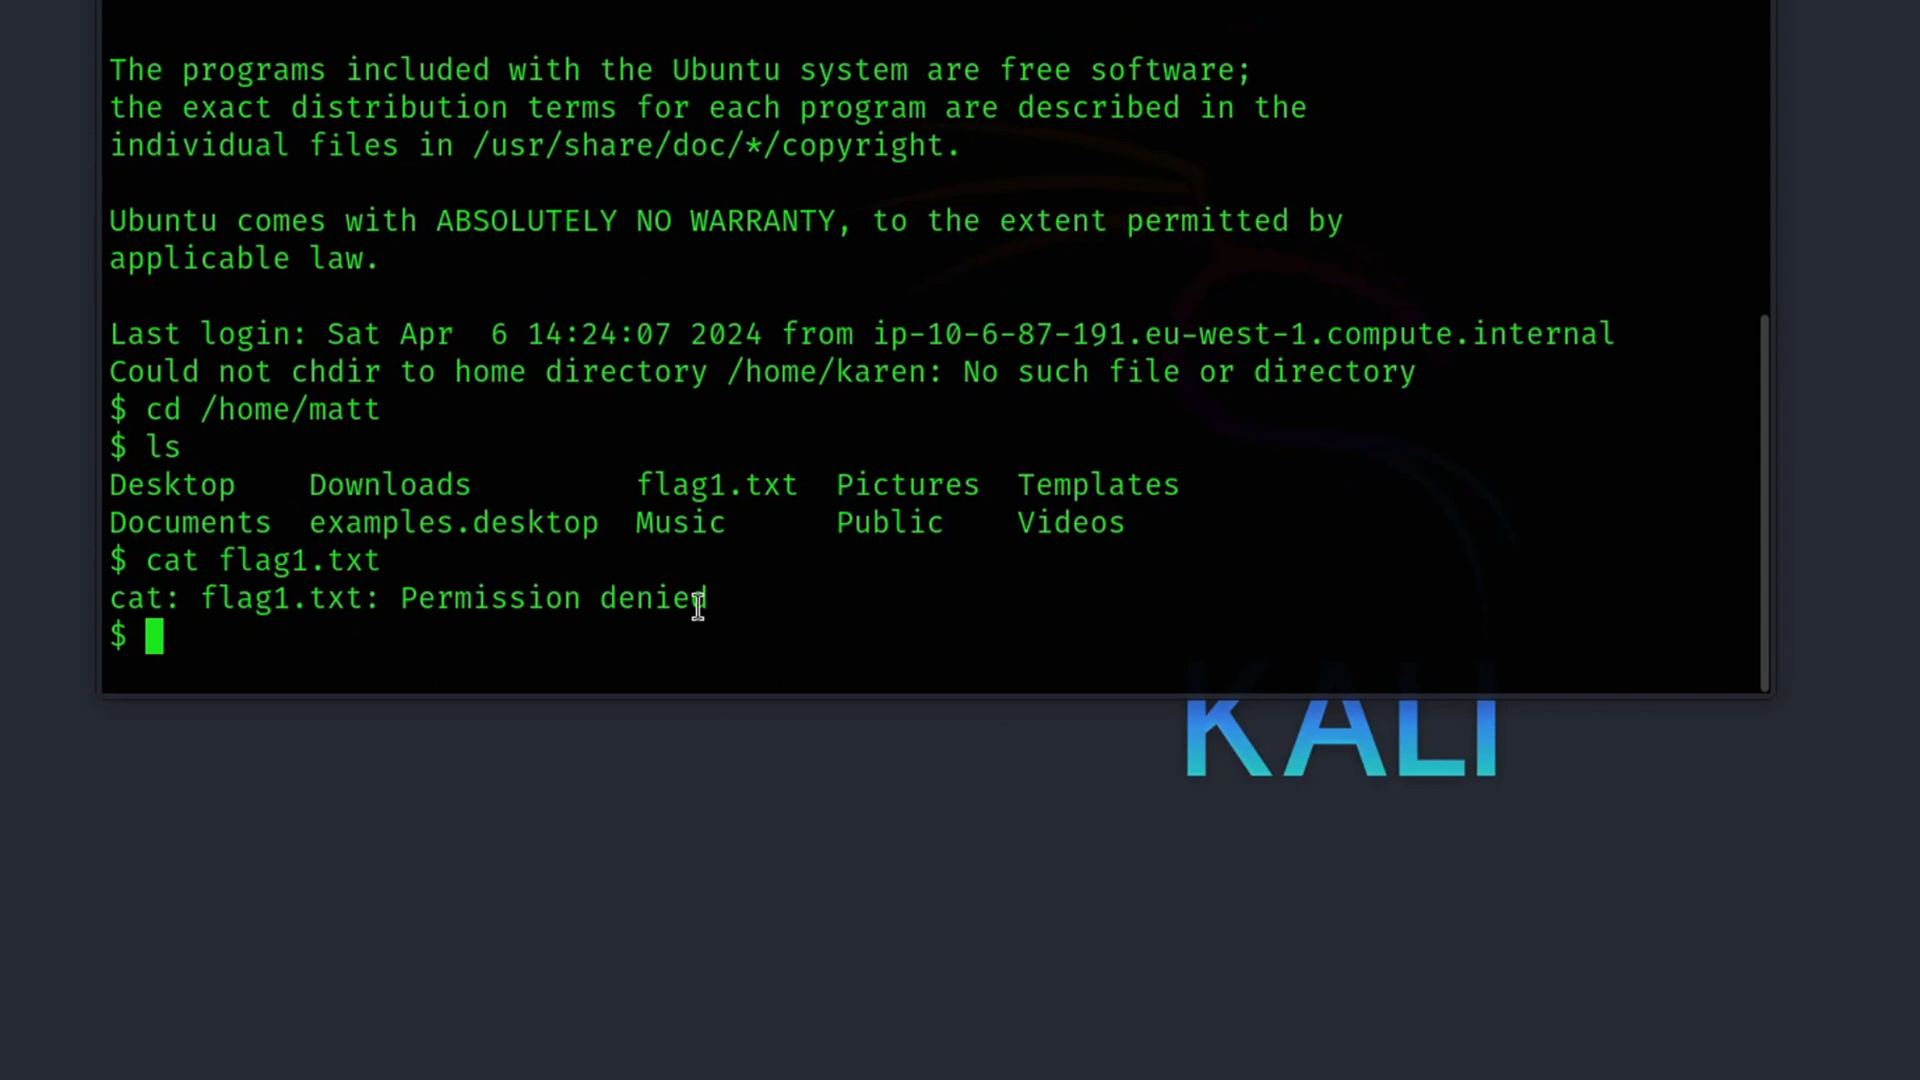 The programs included with the Ubuntu system are free software;
the exact distribution terms for each program are described in the
individual files in /usr/share/doc/*/copyright.
Ubuntu comes with ABSOLUTELY NO WARRANTY, to the extent permitted by
applicable law.
Last login: Sat Apr  6 14:24:07 2024 from ip-10-6-87-191.eu-west-1.compute.internal
Could not chdir to home directory /home/karen: No such file or directory
$ cd /home/matt
$ ls
Desktop    Downloads         flag1.txt  Pictures  Templates
Documents  examples.desktop  Music      Public    Videos
$ cat flag1.txt
cat: flag1.txt: Permission denied
$
KALI